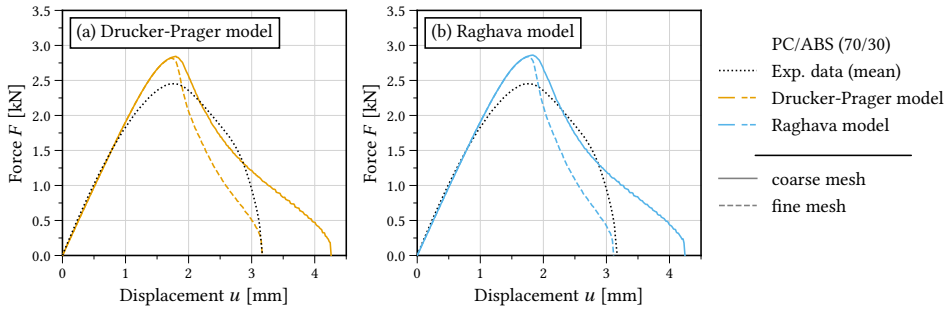 (a) Drucker-Prager model
3.5
3.0
2.5
2.0
1.5
1.0
0.5
0.0
Force F [kN]
0 1 2 3 4
Displacement u [mm]
(b) Raghava model
3.5
3.0
2.5
2.0
1.5
1.0
0.5
0.0
Force F [kN]
0 1 2 3 4
Displacement u [mm]
PC/ABS (70/30)
Exp. data (mean)
Drucker-Prager model
Raghava model
coarse mesh
fine mesh